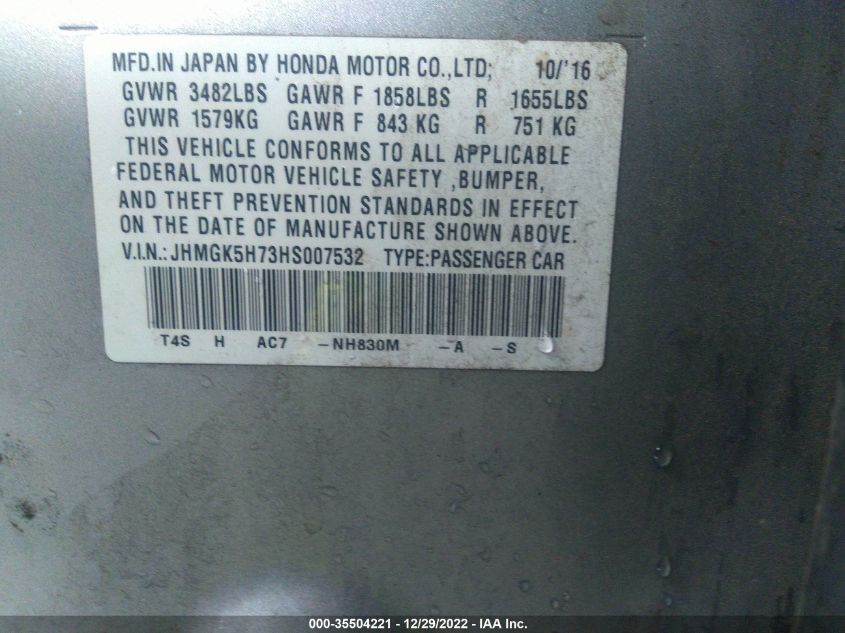 MFD.IN JAPAN BY HONDA MOTOR CO.,LTD; 10/'16
GVWR 3482LBS GAWR F 1858LBS R 1655LBS
GVWR 1579KG GAWR F 843 KG R 751 KG
THIS VEHICLE CONFORMS TO ALL APPLICABLE
FEDERAL MOTOR VEHICLE SAFETY ,BUMPER,
AND THEFT PREVENTION STANDARDS IN EFFECT
ON THE DATE OF MANUFACTURE SHOWN ABOVE.
V.I.N.: JHMGK5H73HS007532 TYPE:PASSENGER CAR
T4S H AC7 -NH830M -A -S
000-35504221 - 12/29/2022 - IAA Inc.